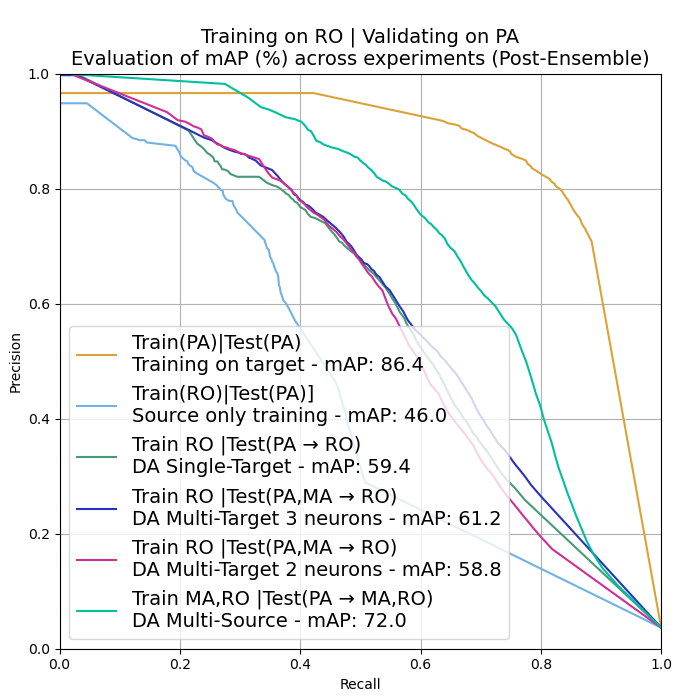 Training on RO | Validating on PA
Evaluation of mAP (%) across experiments (Post-Ensemble)
1.0
0.8
0.6
0.4
0.2
0.0
Precision
Train(PA)|Test(PA)
Training on target - mAP: 86.4
Train(RO)|Test(PA)]
Source only training - mAP: 46.0
Train RO |Test(PA → RO)
DA Single-Target - mAP: 59.4
Train RO |Test(PA,MA → RO)
DA Multi-Target 3 neurons - mAP: 61.2
Train RO |Test(PA,MA → RO)
DA Multi-Target 2 neurons - mAP: 58.8
Train MA,RO |Test(PA → MA,RO)
DA Multi-Source - mAP: 72.0
0.0 0.2 0.4 0.6 0.8 1.0
Recall